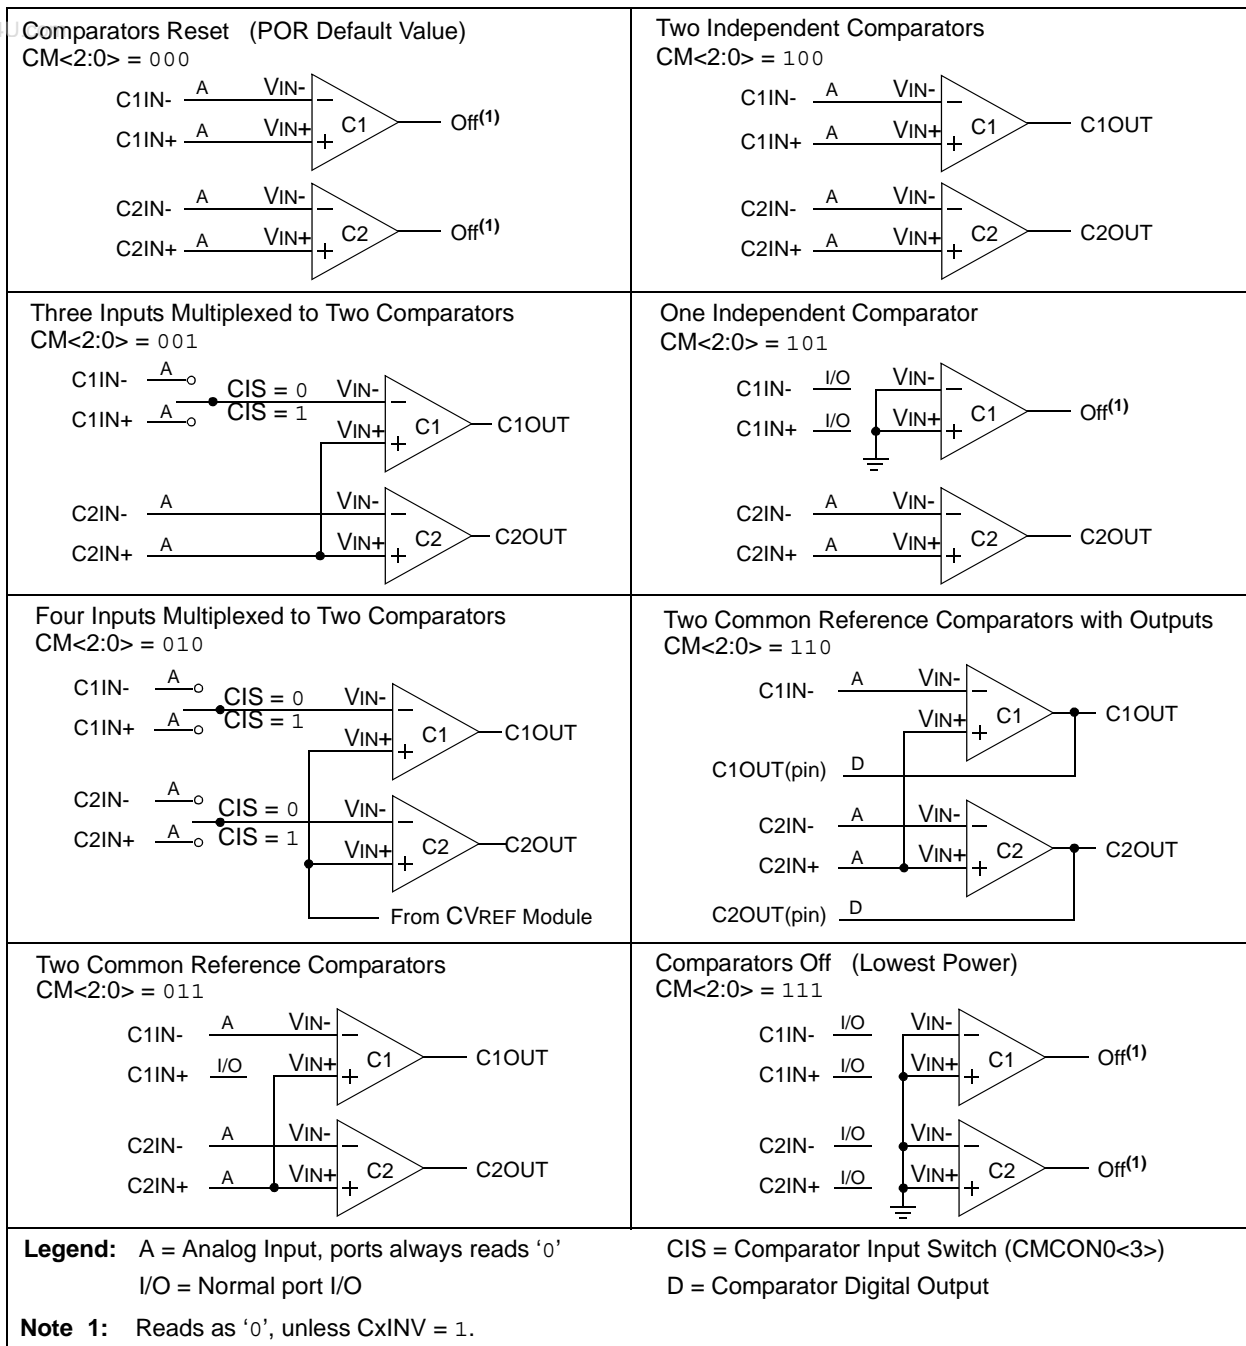 Comparators Reset (POR Default Value)
CM<2:0> = 000
C1IN- A VIN-
C1IN+ A VIN+ C1 Off(1)
C2IN- A VIN-
C2IN+ A VIN+ C2 Off(1)
Two Independent Comparators
CM<2:0> = 100
C1IN- A VIN-
C1IN+ A VIN+ C1 C1OUT
C2IN- A VIN-
C2IN+ A VIN+ C2 C2OUT
Three Inputs Multiplexed to Two Comparators
CM<2:0> = 001
C1IN- A CIS = 0 VIN-
C1IN+ A CIS = 1 VIN+ C1 C1OUT
C2IN- A VIN-
C2IN+ A VIN+ C2 C2OUT
One Independent Comparator
CM<2:0> = 101
C1IN- I/O VIN-
C1IN+ I/O VIN+ C1 Off(1)
C2IN- A VIN-
C2IN+ A VIN+ C2 C2OUT
Four Inputs Multiplexed to Two Comparators
CM<2:0> = 010
C1IN- A CIS = 0 VIN-
C1IN+ A CIS = 1 VIN+ C1 C1OUT
C2IN- A CIS = 0 VIN-
C2IN+ A CIS = 1 VIN+ C2 C2OUT
From CVREF Module
Two Common Reference Comparators with Outputs
CM<2:0> = 110
C1IN- A VIN-
VIN+ C1 C1OUT
C1OUT(pin) D
C2IN- A VIN-
C2IN+ A VIN+ C2 C2OUT
C2OUT(pin) D
Two Common Reference Comparators
CM<2:0> = 011
C1IN- A VIN-
C1IN+ I/O VIN+ C1 C1OUT
C2IN- A VIN-
C2IN+ A VIN+ C2 C2OUT
Comparators Off (Lowest Power)
CM<2:0> = 111
C1IN- I/O VIN-
C1IN+ I/O VIN+ C1 Off(1)
C2IN- I/O VIN-
C2IN+ I/O VIN+ C2 Off(1)
Legend: A = Analog Input, ports always reads ‘0’ CIS = Comparator Input Switch (CMCON0<3>)
I/O = Normal port I/O D = Comparator Digital Output
Note 1: Reads as ‘0’, unless CxINV = 1.